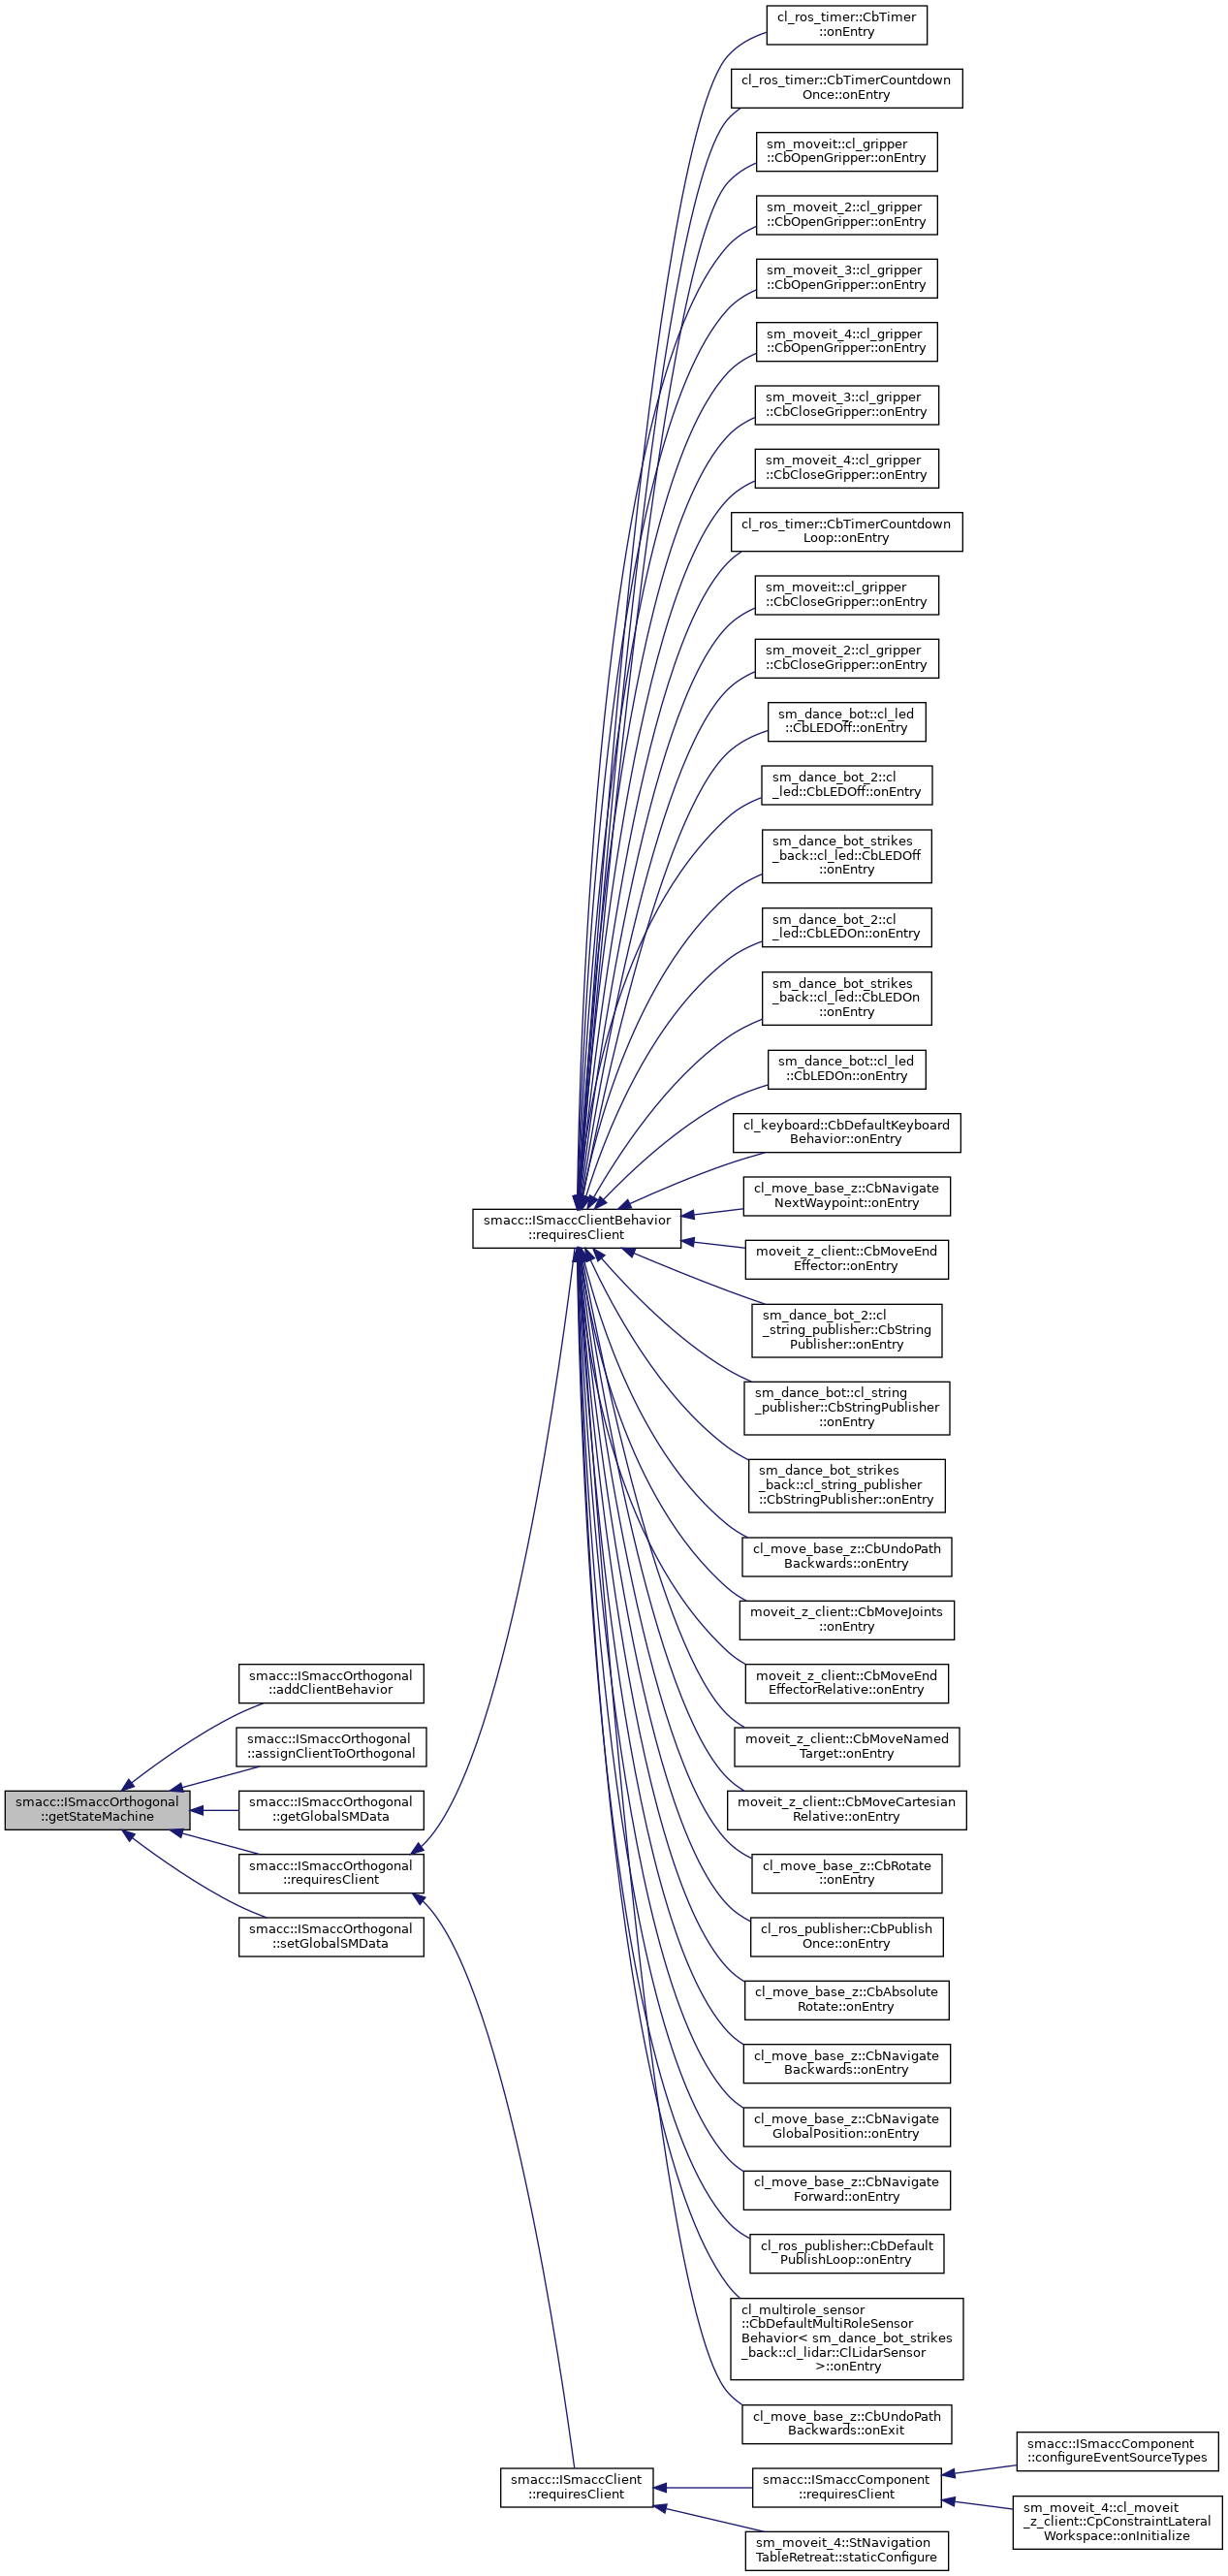 cl_ros_timer::CbTimer
::onEntry
cl_ros_timer::CbTimerCountdown
Once::onEntry
sm_moveit::cl_gripper
::CbOpenGripper::onEntry
sm_moveit_2::cl_gripper
::CbOpenGripper::onEntry
sm_moveit_3::cl_gripper
::CbOpenGripper::onEntry
sm_moveit_4::cl_gripper
::CbOpenGripper::onEntry
sm_moveit_3::cl_gripper
::CbCloseGripper::onEntry
sm_moveit_4::cl_gripper
::CbCloseGripper::onEntry
cl_ros_timer::CbTimerCountdown
Loop::onEntry
sm_moveit::cl_gripper
::CbCloseGripper::onEntry
sm_moveit_2::cl_gripper
::CbCloseGripper::onEntry
sm_dance_bot::cl_led
::CbLEDOff::onEntry
sm_dance_bot_2::cl
_led::CbLEDOff::onEntry
sm_dance_bot_strikes
_back::cl_led::CbLEDOff
::onEntry
sm_dance_bot_2::cl
_led::CbLEDOn::onEntry
sm_dance_bot_strikes
_back::cl_led::CbLEDOn
::onEntry
sm_dance_bot::cl_led
::CbLEDOn::onEntry
cl_keyboard::CbDefaultKeyboard
Behavior::onEntry
cl_move_base_z::CbNavigate
NextWaypoint::onEntry
smacc::ISmaccClientBehavior
::requiresClient
moveit_z_client::CbMoveEnd
Effector::onEntry
sm_dance_bot_2::cl
_string_publisher::CbString
Publisher::onEntry
sm_dance_bot::cl_string
_publisher::CbStringPublisher
::onEntry
sm_dance_bot_strikes
_back::cl_string_publisher
::CbStringPublisher::onEntry
cl_move_base_z::CbUndoPath
Backwards::onEntry
moveit_z_client::CbMoveJoints
::onEntry
moveit_z_client::CbMoveEnd
EffectorRelative::onEntry
moveit_z_client::CbMoveNamed
Target::onEntry
moveit_z_client::CbMoveCartesian
Relative::onEntry
cl_move_base_z::CbRotate
::onEntry
cl_ros_publisher::CbPublish
Once::onEntry
cl_move_base_z::CbAbsolute
Rotate::onEntry
cl_move_base_z::CbNavigate
Backwards::onEntry
cl_move_base_z::CbNavigate
GlobalPosition::onEntry
cl_move_base_z::CbNavigate
Forward::onEntry
cl_ros_publisher::CbDefault
PublishLoop::onEntry
cl_multirole_sensor
::CbDefaultMultiRoleSensor
Behavior< sm_dance_bot_strikes
_back::cl_lidar::ClLidarSensor
>::onEntry
cl_move_base_z::CbUndoPath
Backwards::onExit
smacc::ISmaccOrthogonal
::addClientBehavior
smacc::ISmaccOrthogonal
::assignClientToOrthogonal
smacc::ISmaccOrthogonal
::getStateMachine
smacc::ISmaccOrthogonal
::getGlobalSMData
smacc::ISmaccOrthogonal
::requiresClient
smacc::ISmaccOrthogonal
::setGlobalSMData
smacc::ISmaccClient
::requiresClient
smacc::ISmaccComponent
::requiresClient
smacc::ISmaccComponent
::configureEventSourceTypes
sm_moveit_4::cl_moveit
_z_client::CpConstraintLateral
Workspace::onInitialize
sm_moveit_4::StNavigation
TableRetreat::staticConfigure